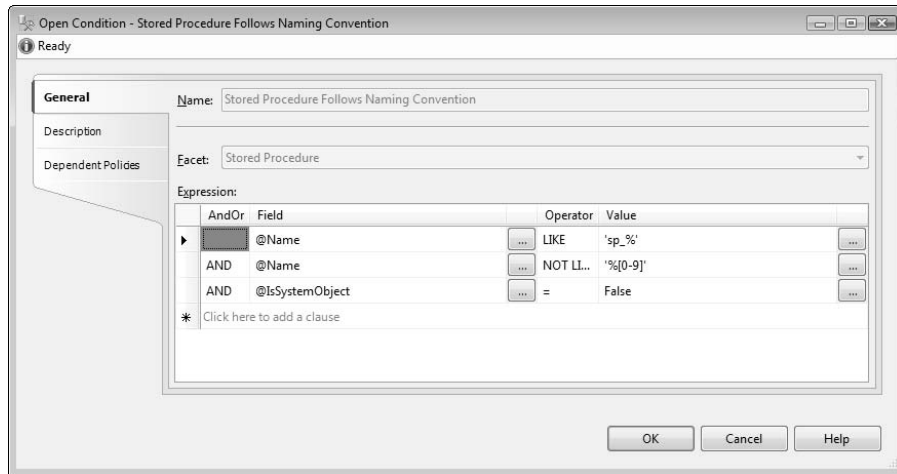 Open Condition - Stored Procedure Follows Naming Convention
Ready
General
Description
Dependent Policies
Name: Stored Procedure Follows Naming Convention
Facet: Stored Procedure
Expression:
AndOr Field Operator Value
@Name ... LIKE 'sp_%' ...
AND @Name ... NOT LI... '%[0-9]' ...
AND @IsSystemObject ... = False ...
Click here to add a clause
OK Cancel Help